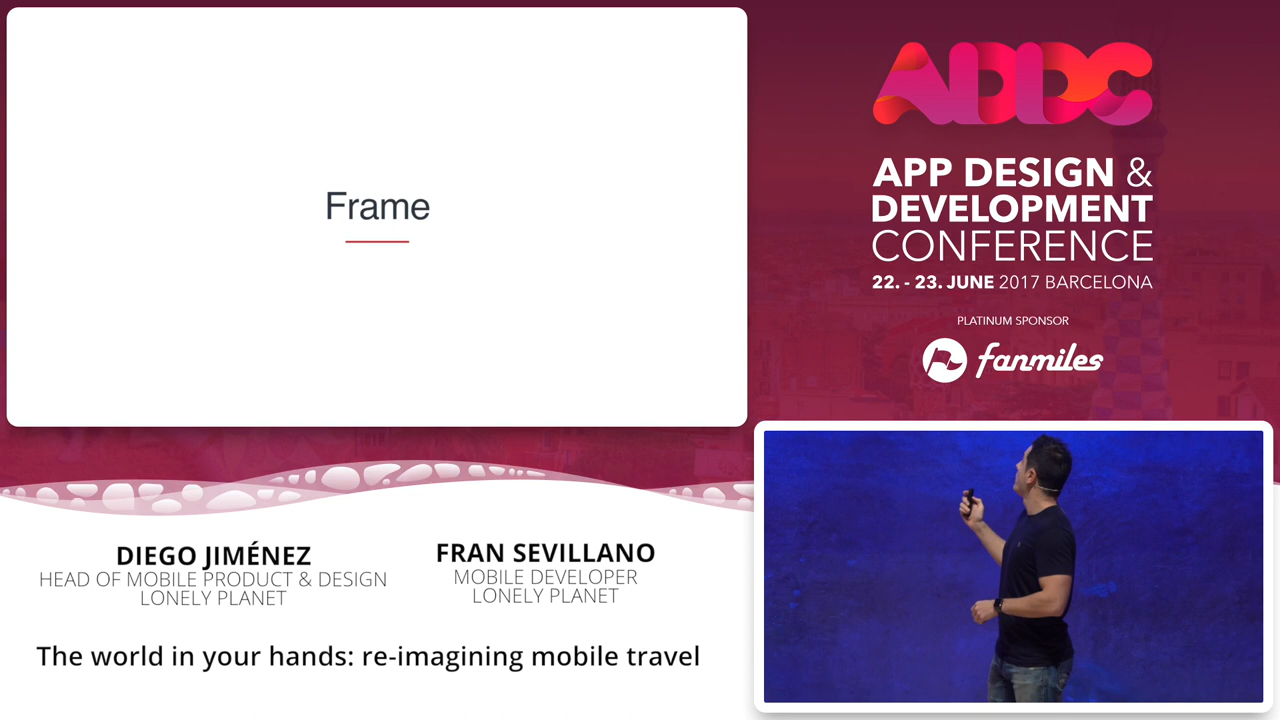 Frame
ADDC
APP DESIGN &
DEVELOPMENT
CONFERENCE
22. - 23. JUNE 2017 BARCELONA
PLATINUM SPONSOR
fanmiles
DIEGO JIMÉNEZ
HEAD OF MOBILE PRODUCT & DESIGN
LONELY PLANET
FRAN SEVILLANO
MOBILE DEVELOPER
LONELY PLANET
The world in your hands: re-imagining mobile travel